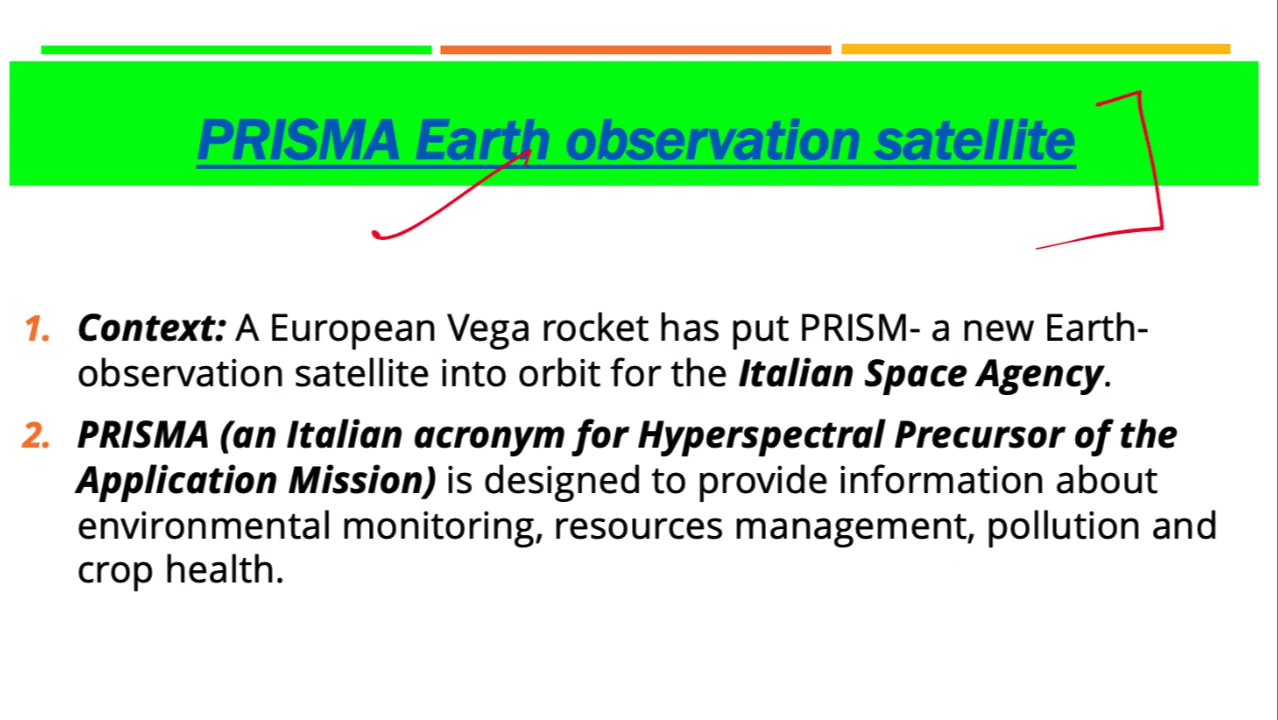 PRISMA Earth observation satellite
1. Context: A European Vega rocket has put PRISM- a new Earth-
observation satellite into orbit for the Italian Space Agency.
2. PRISMA (an Italian acronym for Hyperspectral Precursor of the
Application Mission) is designed to provide information about
environmental monitoring, resources management, pollution and
crop health.